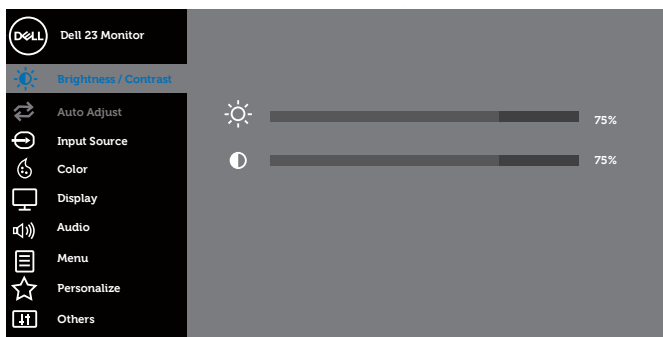 DELL
Dell 23 Monitor
Brightness / Contrast
Auto Adjust
75%
Input Source
75%
Color
Display
Audio
Menu
Personalize
Others